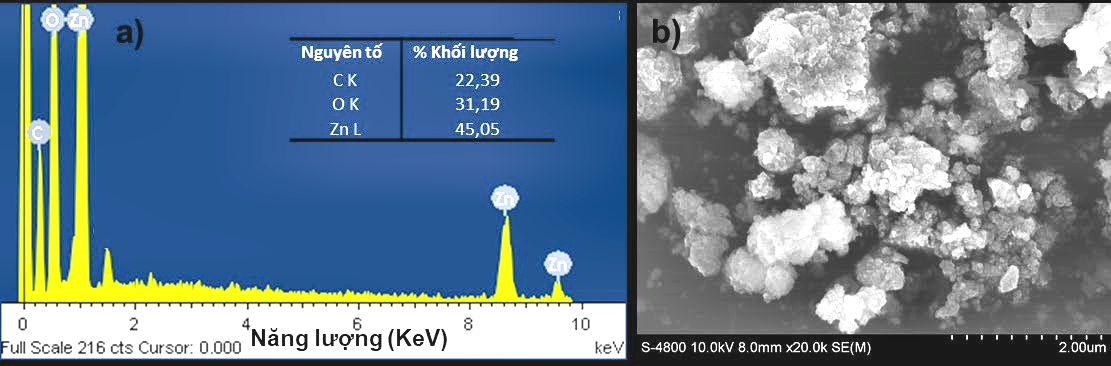 a)
O Zn
C
Nguyên tố % Khối lượng
C K 22,39
O K 31,19
Zn L 45,05
Zn
Zn
0 2 4 6 8 10
Năng lượng (KeV)
Full Scale 216 cts Cursor: 0.000 keV
b)
S-4800 10.0kV 8.0mm x20.0k SE(M) 2.00um